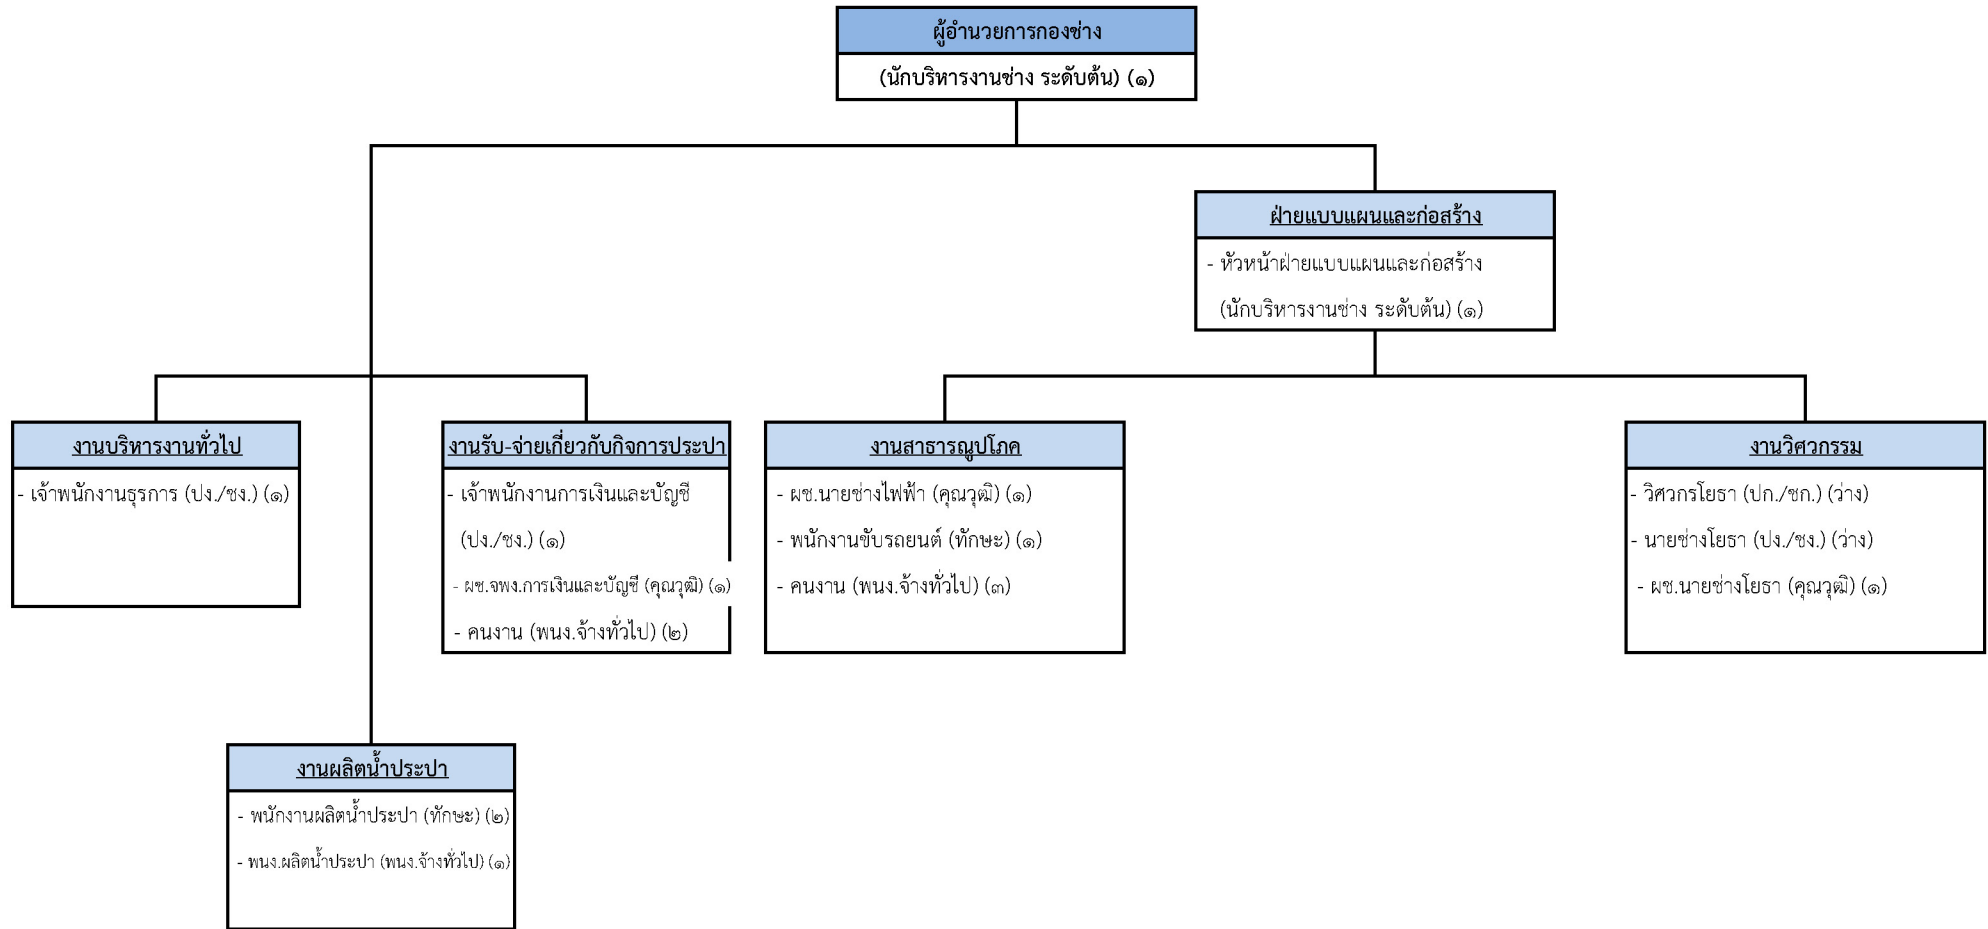 ผู้อำนวยการกองช่าง
(นักบริหารงานช่าง ระดับต้น) (๑)
ฝ่ายแบบแผนและก่อสร้าง
- หัวหน้าฝ่ายแบบแผนและก่อสร้าง
(นักบริหารงานช่าง ระดับต้น) (๑)
งานบริหารงานทั่วไป
- เจ้าพนักงานธุรการ (ปง./ชง.) (๑)
งานรับ-จ่ายเกี่ยวกับกิจการประปา
- เจ้าพนักงานการเงินและบัญชี
(ปง./ชง.) (๑)
- ผช.จพง.การเงินและบัญชี (คุณวุฒิ) (๑)
- คนงาน (พนง.จ้างทั่วไป) (๒)
งานสาธารณูปโภค
- ผช.นายช่างไฟฟ้า (คุณวุฒิ) (๑)
- พนักงานขับรถยนต์ (ทักษะ) (๑)
- คนงาน (พนง.จ้างทั่วไป) (๓)
งานวิศวกรรม
- วิศวกรโยธา (ปก./ชก.) (ว่าง)
- นายช่างโยธา (ปง./ชง.) (ว่าง)
- ผช.นายช่างโยธา (คุณวุฒิ) (๑)
งานผลิตน้ำประปา
- พนักงานผลิตน้ำประปา (ทักษะ) (๒)
- พนง.ผลิตน้ำประปา (พนง.จ้างทั่วไป) (๑)